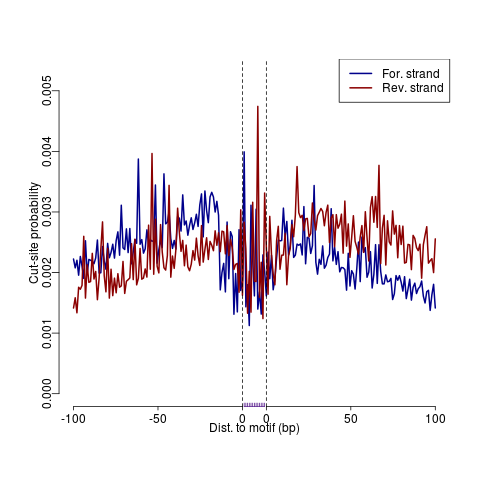 For. strand
Rev. strand
Cut-site probability
0.005
0.004
0.003
0.002
0.001
0.000
-100 -50 0 0 50 100
Dist. to motif (bp)